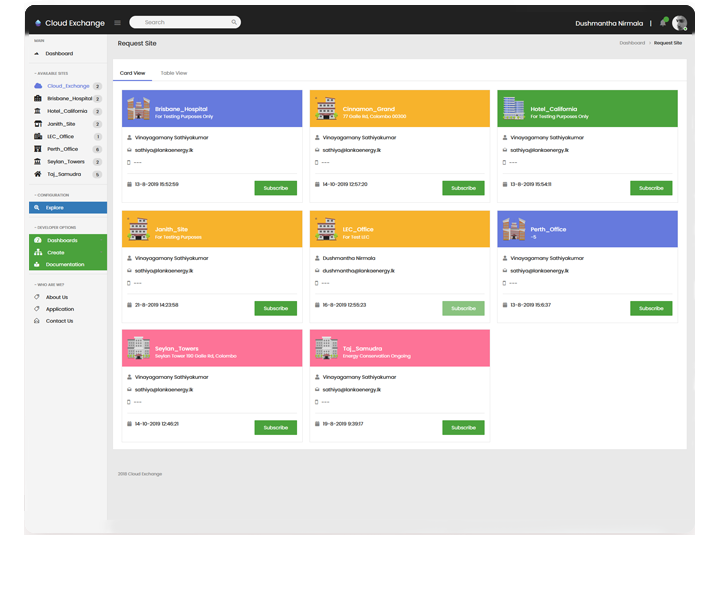 Cloud Exchange
Search
Dushmantha Nirmala |
MAIN
Dashboard
- AVAILABLE SITES
Cloud_Exchange 2
Brisbane_Hospital 2
Hotel_California 2
Janith_Site 2
LEC_Office 1
Perth_Office 6
Seylan_Towers 2
Taj_Samudra 5
- CONFIGURATION
Explore
- DEVELOPER OPTIONS
Dashboards
Create
Documentation
- WHO ARE WE?
About Us
Application
Contact Us
Request Site
Dashboard > Request Site
Card View Table View
Brisbane_Hospital
For Testing Purposes Only
Vinayagamany Sathiyakumar
sathiya@lankaenergy.lk
---
13-8-2019 15:52:59
Subscribe
Cinnamon_Grand
77 Galle Rd, Colombo 00300
Vinayagamany Sathiyakumar
sathiya@lankaenergy.lk
---
14-10-2019 12:57:20
Subscribe
Hotel_California
For Testing Purposes Only
Vinayagamany Sathiyakumar
sathiya@lankaenergy.lk
---
13-8-2019 15:54:11
Subscribe
Janith_Site
For Testing Purposes
Vinayagamany Sathiyakumar
sathiya@lankaenergy.lk
---
21-8-2019 14:23:58
Subscribe
LEC_Office
For Test LEC
Dushmantha Nirmala
dushmantha@lankaenergy.lk
---
16-8-2019 12:55:23
Subscribe
Perth_Office
-S
Vinayagamany Sathiyakumar
sathiya@lankaenergy.lk
---
13-8-2019 15:6:37
Subscribe
Seylan_Towers
Seylan Tower 190 Galle Rd, Colombo
Vinayagamany Sathiyakumar
sathiya@lankaenergy.lk
---
14-10-2019 12:46:21
Subscribe
Taj_Samudra
Energy Conservation Ongoing
Vinayagamany Sathiyakumar
sathiya@lankaenergy.lk
---
19-8-2019 9:39:17
Subscribe
2018 Cloud Exchange